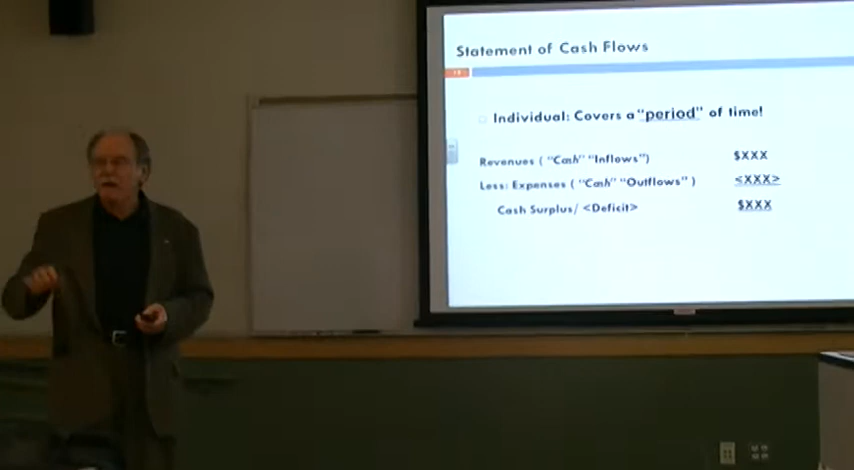 Statement of Cash Flows
18
Individual: Covers a "period" of time!
Revenues ( "Cash" "Inflows") $XXX
Less: Expenses ( "Cash" "Outflows" ) <XXX>
Cash Surplus/ <Deficit> $XXX